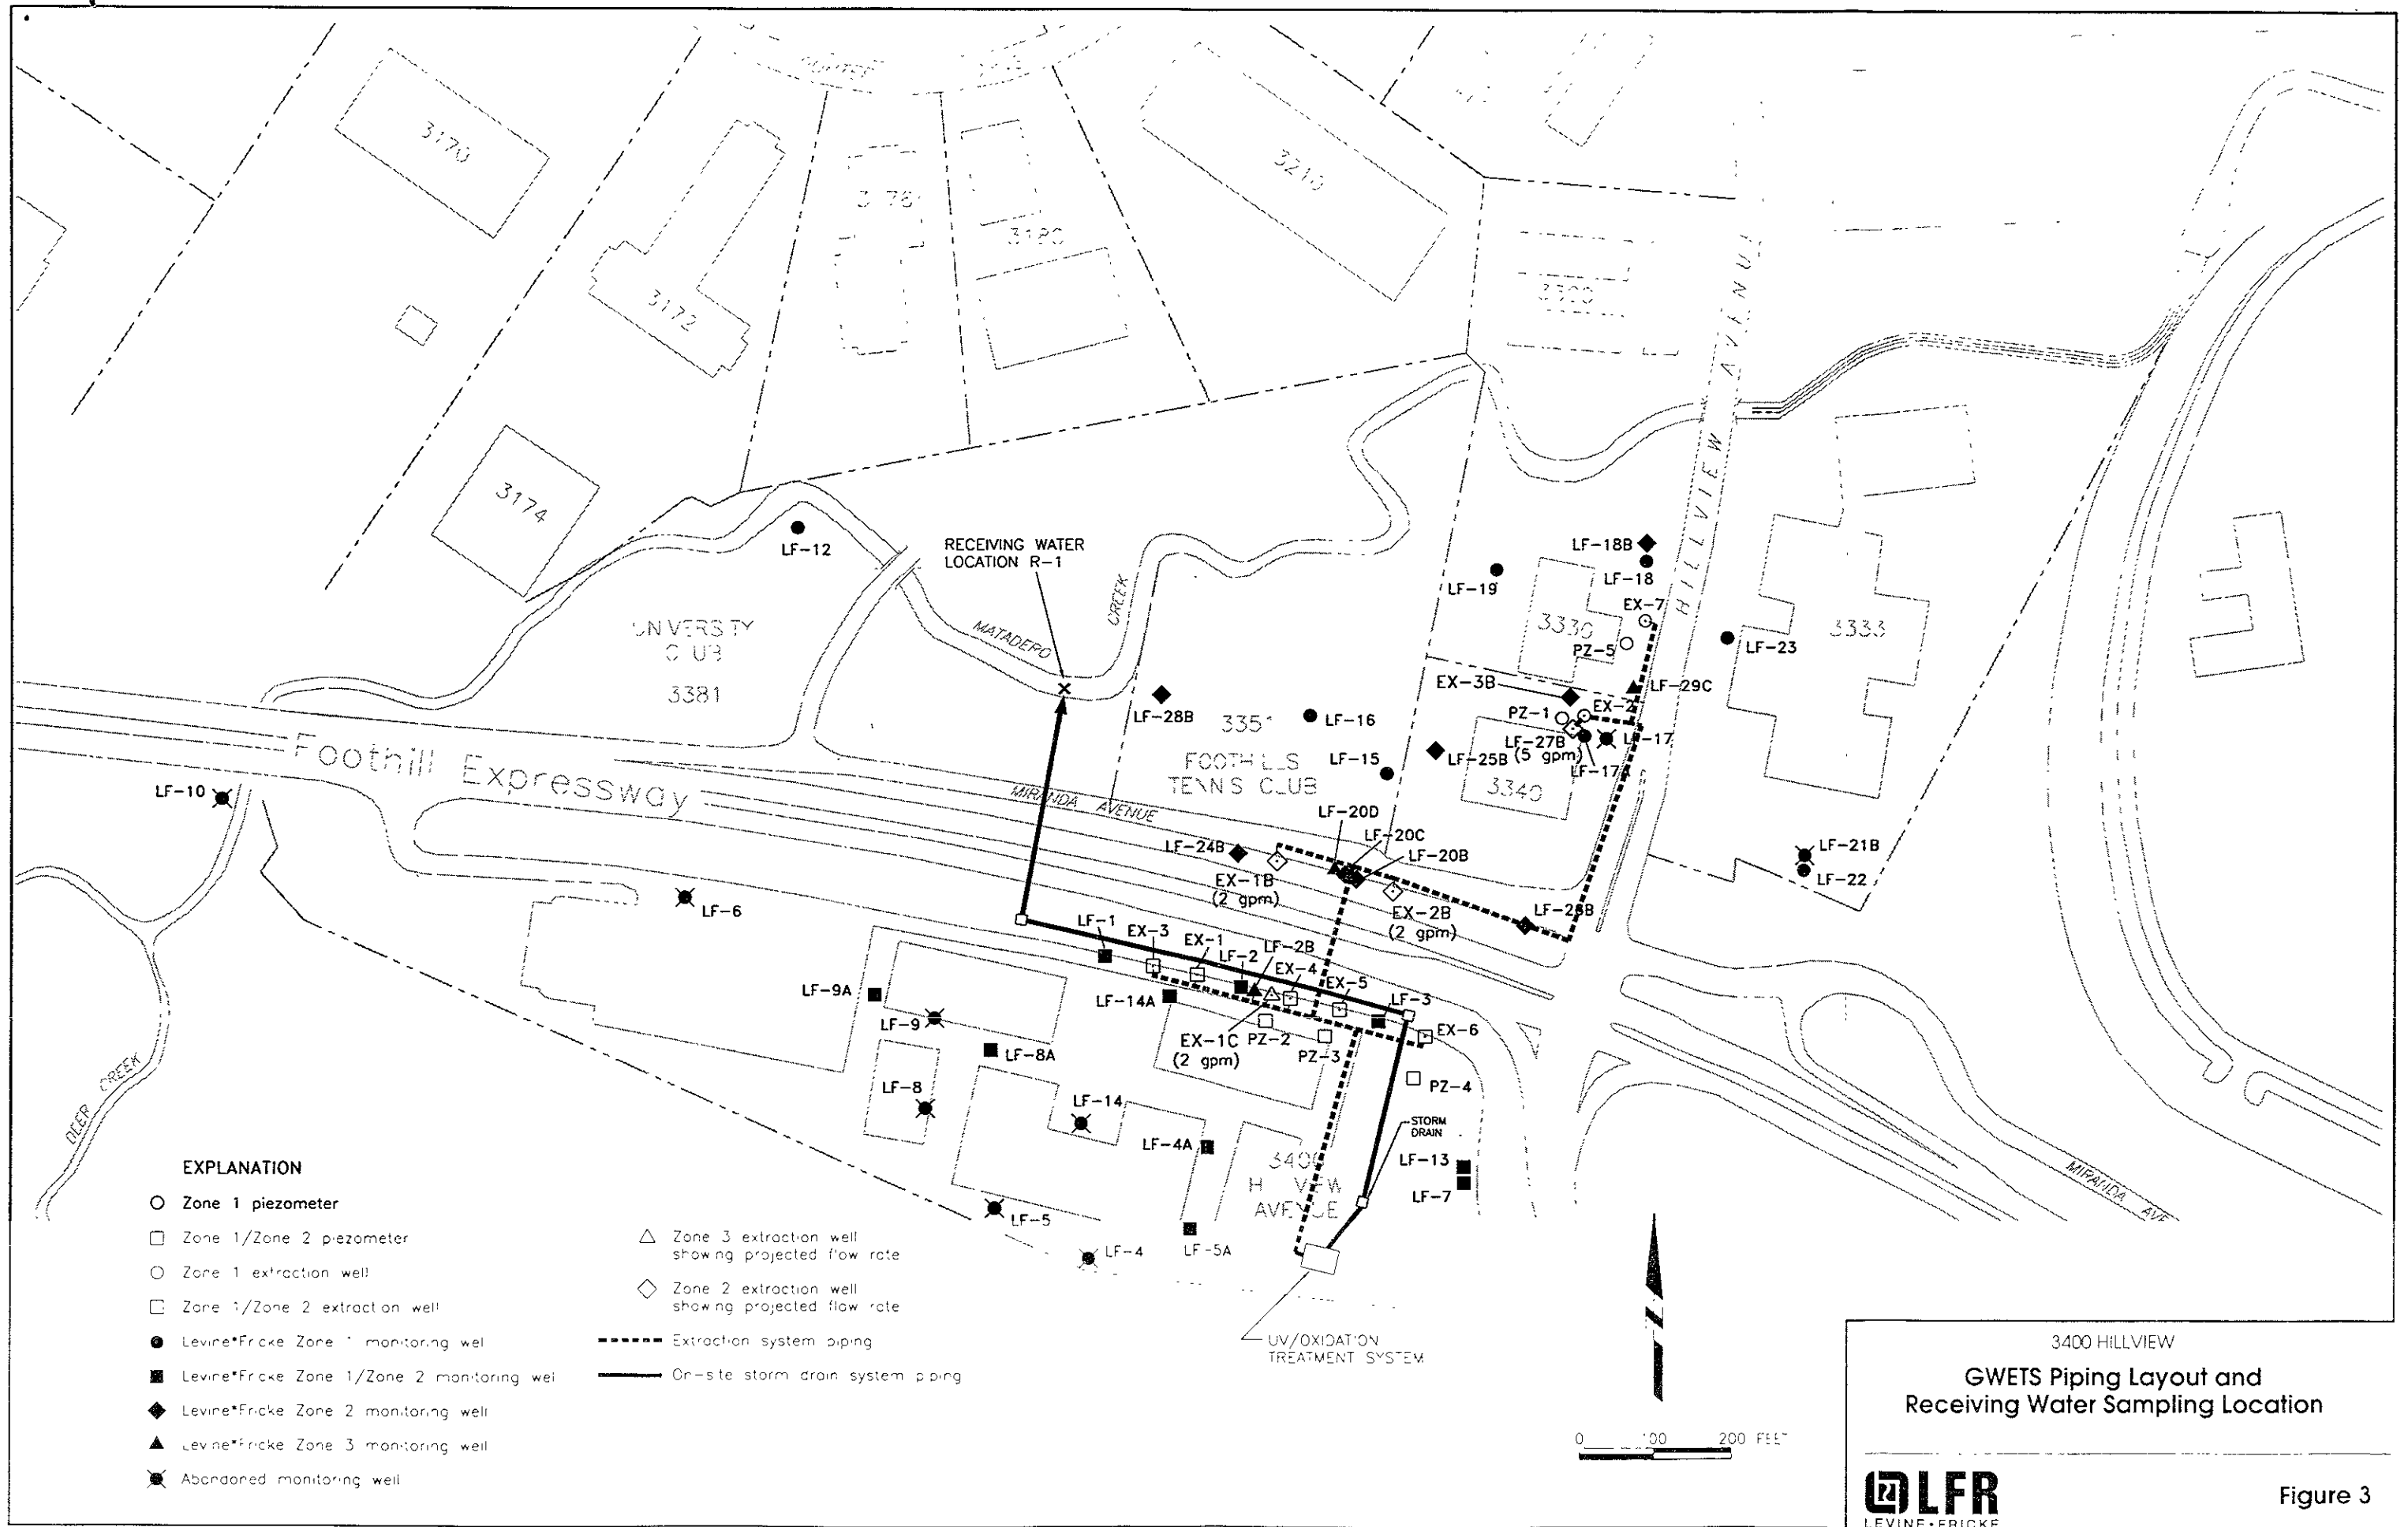 3170
3176
3180
3210
3172
3300
3174
LF-12
RECEIVING WATER
LOCATION R-1
CREEK
MATADERO
UNIVERSITY
CLUB
3381
HILLVIEW AVENUE
LF-18B
LF-18
LF-19
EX-7
3330
PZ-5
LF-23
3333
EX-3B
LF-29C
PZ-1
EX-2
LF-28B
3351
LF-16
LF-27B
(5 gpm)
LF-17
LF-17A
LF-15
LF-25B
FOOTHILLS
TENNIS CLUB
3340
Foothill Expressway
MIRANDA AVENUE
LF-10
LF-20D
LF-20C
LF-20B
LF-24B
EX-1B
(2 gpm)
EX-2B
(2 gpm)
LF-21B
LF-22
LF-6
LF-1
EX-3
EX-1
LF-2
LF-2B
EX-4
EX-5
LF-3
EX-6
LF-9A
LF-14A
LF-9
EX-1C
(2 gpm)
PZ-2
PZ-3
LF-8A
PZ-4
LF-8
LF-14
STORM
DRAIN
LF-4A
LF-13
LF-7
3400
HILLVIEW
AVENUE
DEER CREEK
LF-5
LF-4
LF-5A
MIRANDA AVE
UV/OXIDATION
TREATMENT SYSTEM
EXPLANATION
Zone 1 piezometer
Zone 1/Zone 2 piezometer
Zone 1 extraction well
Zone 1/Zone 2 extraction well
Levine•Fricke Zone 1 monitoring well
Levine•Fricke Zone 1/Zone 2 monitoring well
Levine•Fricke Zone 2 monitoring well
Levine•Fricke Zone 3 monitoring well
Abandoned monitoring well
Zone 3 extraction well
showing projected flow rate
Zone 2 extraction well
showing projected flow rate
Extraction system piping
On-site storm drain system piping
0 100 200 FEET
3400 HILLVIEW
GWETS Piping Layout and
Receiving Water Sampling Location
LFR
LEVINE•FRICKE
Figure 3